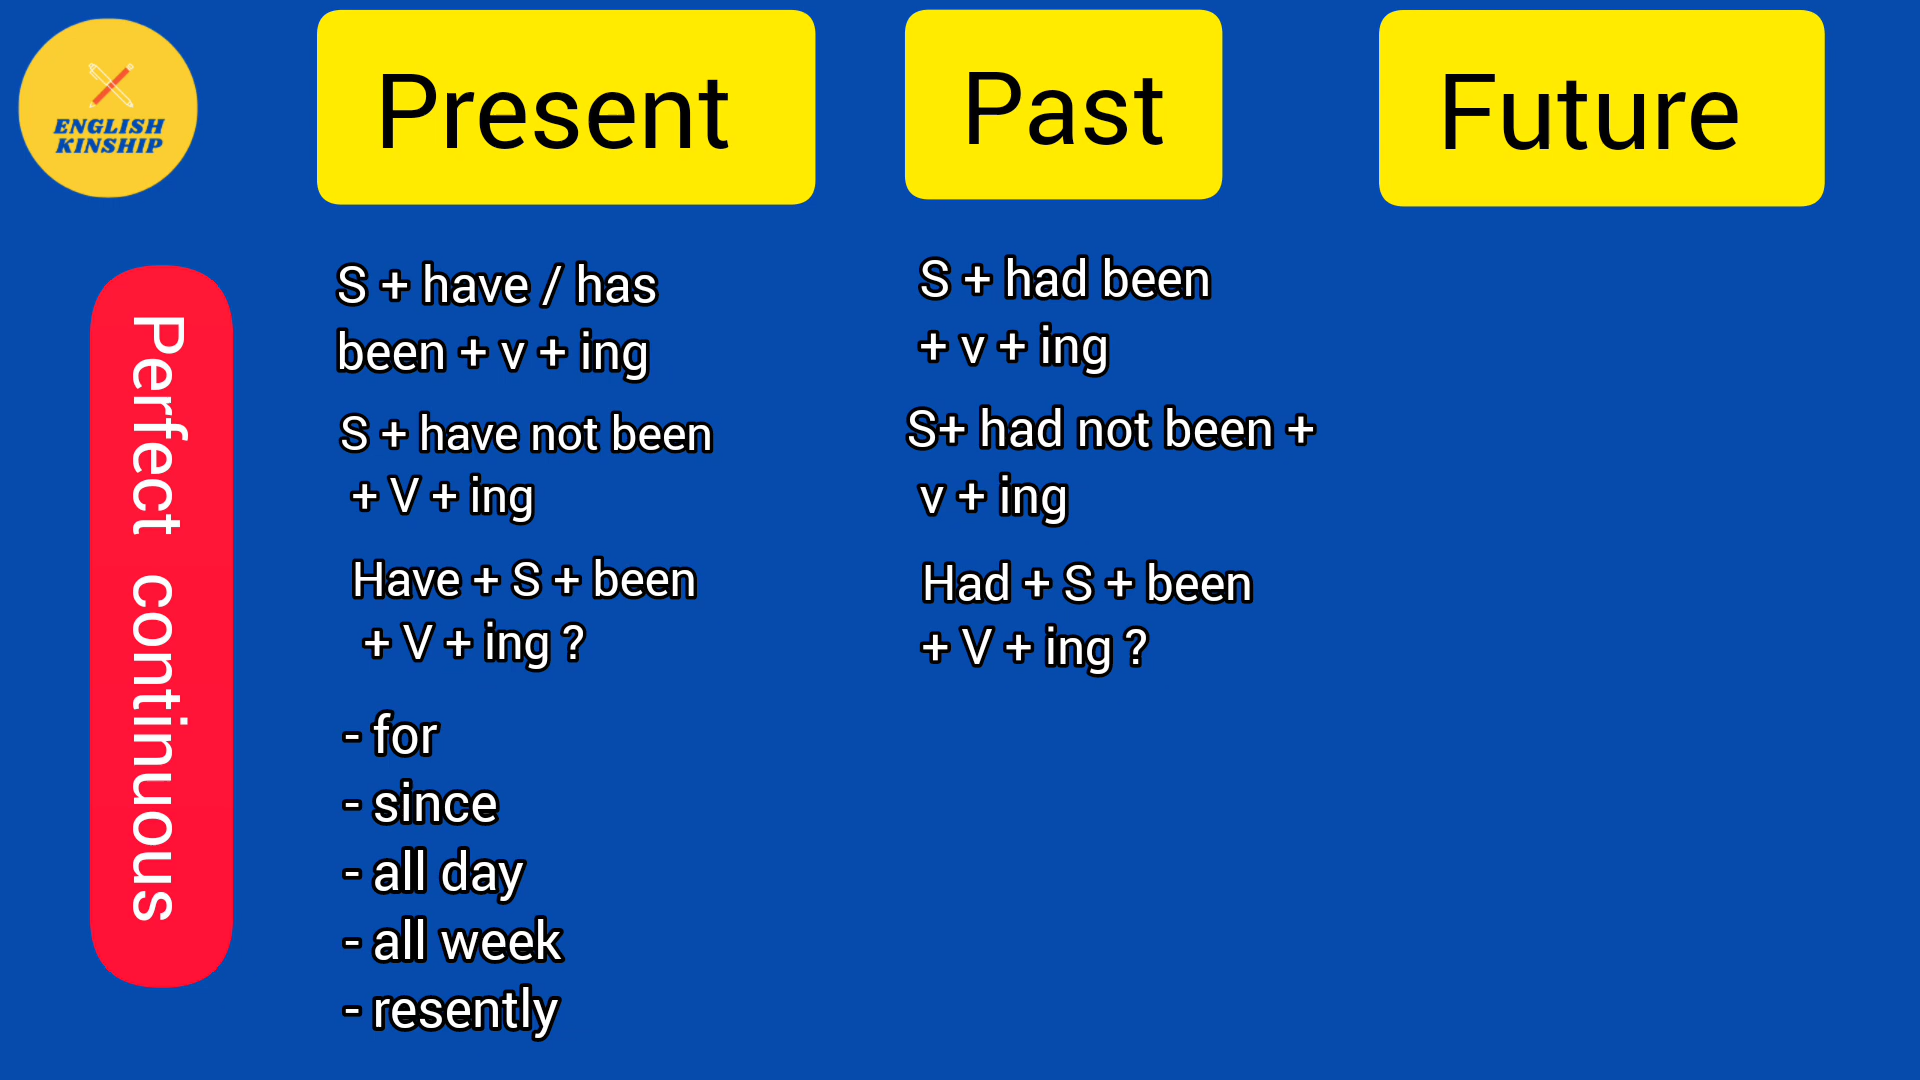 ENGLISH
KINSHIP
Present
Past
Future
Perfect continuous
S + have / has
been + v + ing
S + have not been
+ V + ing
Have + S + been
+ V + ing ?
- for
- since
- all day
- all week
- resently
S + had been
+ v + ing
S+ had not been +
v + ing
Had + S + been
+ V + ing ?